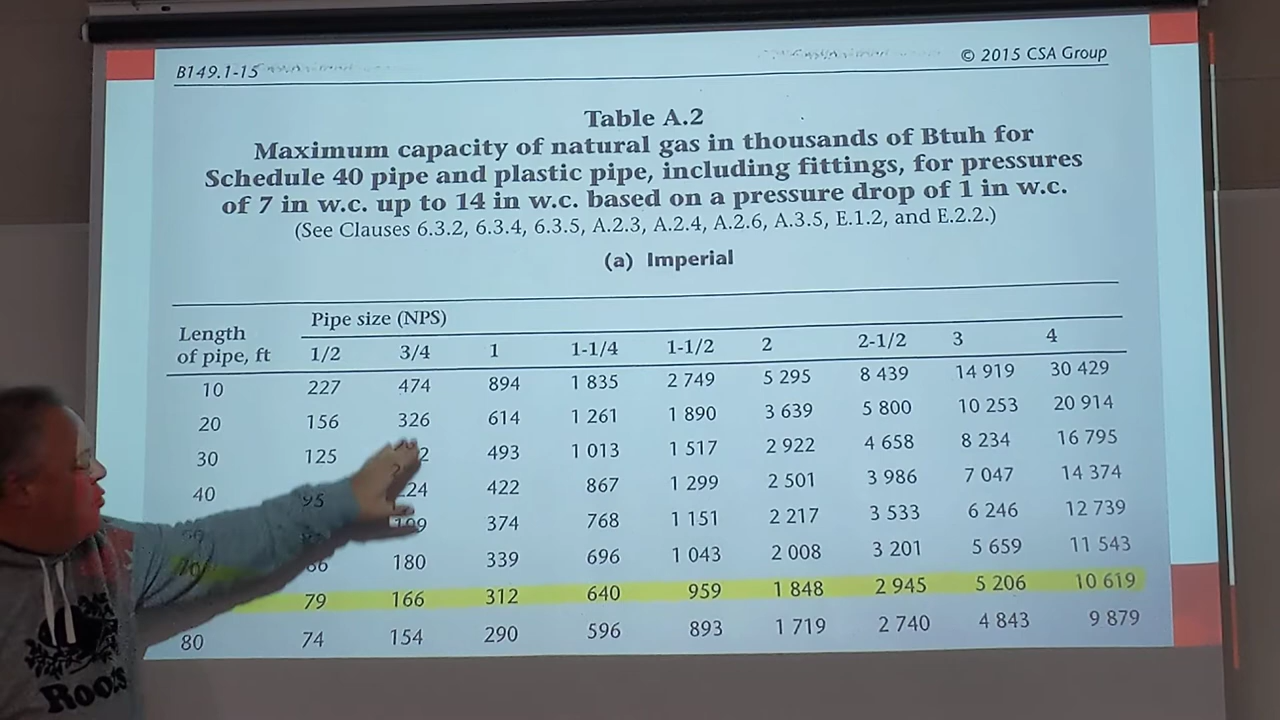 B149.1-15
© 2015 CSA Group
Table A.2
Maximum capacity of natural gas in thousands of Btuh for
Schedule 40 pipe and plastic pipe, including fittings, for pressures
of 7 in w.c. up to 14 in w.c. based on a pressure drop of 1 in w.c.
(See Clauses 6.3.2, 6.3.4, 6.3.5, A.2.3, A.2.4, A.2.6, A.3.5, E.1.2, and E.2.2.)
(a) Imperial
Length
of pipe, ft
Pipe size (NPS)
1/2 3/4 1 1-1/4 1-1/2 2 2-1/2 3 4
10 227 474 894 1 835 2 749 5 295 8 439 14 919 30 429
20 156 326 614 1 261 1 890 3 639 5 800 10 253 20 914
30 125 493 1 013 1 517 2 922 4 658 8 234 16 795
40 95 422 867 1 299 2 501 3 986 7 047 14 374
374 768 1 151 2 217 3 533 6 246 12 739
180 339 696 1 043 2 008 3 201 5 659 11 543
70 79 166 312 640 959 1 848 2 945 5 206 10 619
80 74 154 290 596 893 1 719 2 740 4 843 9 879
Roots